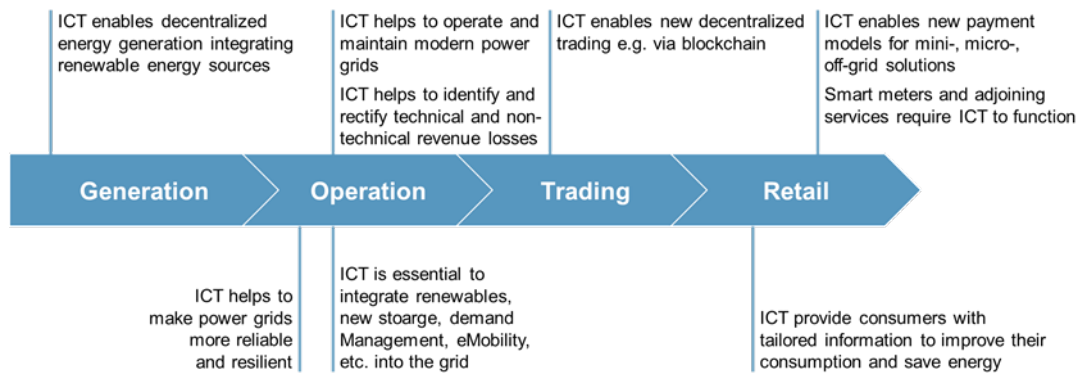 ICT enables decentralized
energy generation integrating
renewable energy sources
ICT helps to operate and
maintain modern power
grids
ICT helps to identify and
rectify technical and non-
technical revenue losses
ICT enables new decentralized
trading e.g. via blockchain
ICT enables new payment
models for mini-, micro-,
off-grid solutions
Smart meters and adjoining
services require ICT to function
Generation
Operation
Trading
Retail
ICT helps to
make power grids
more reliable
and resilient
ICT is essential to
integrate renewables,
new stoarge, demand
Management, eMobility,
etc. into the grid
ICT provide consumers with
tailored information to improve their
consumption and save energy